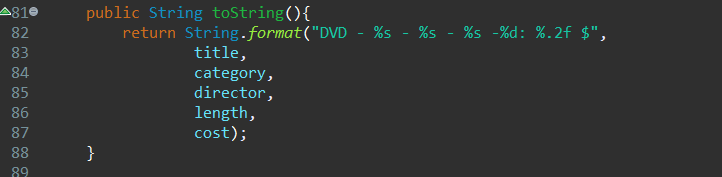 81 public String toString(){
82 return String.format("DVD - %s - %s - %s -%d: %.2f $",
83 title,
84 category,
85 director,
86 length,
87 cost);
88 }
89